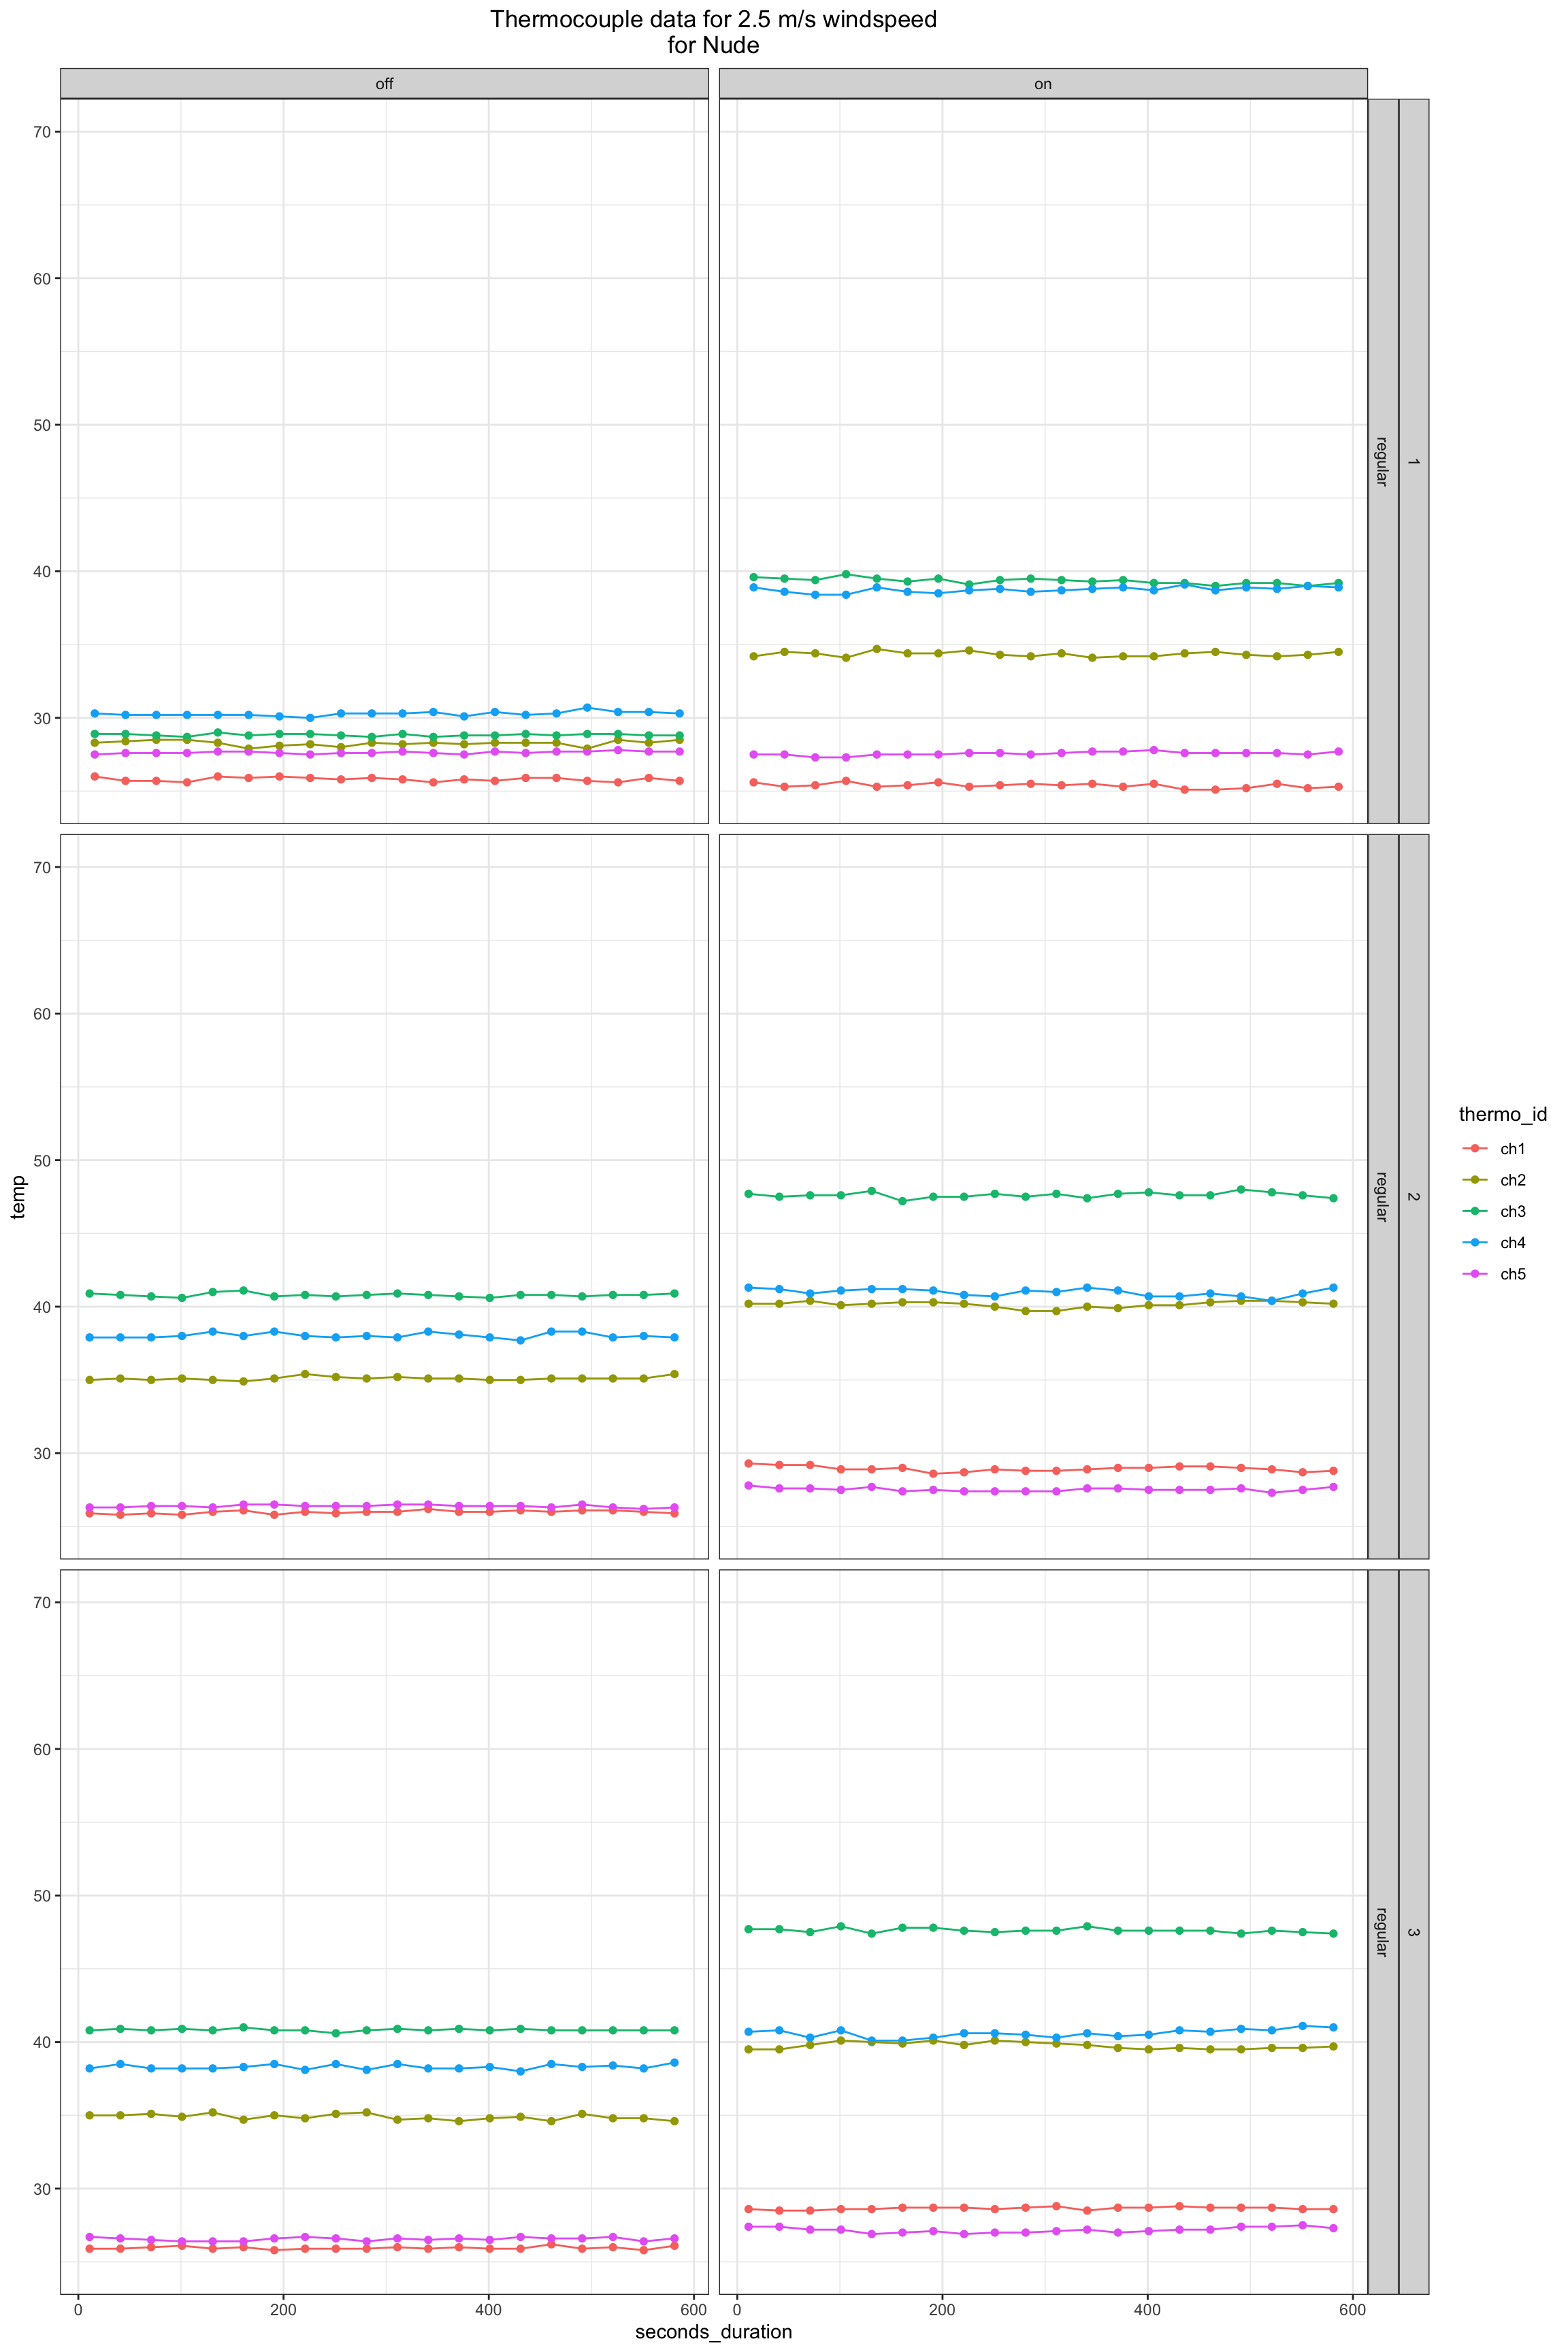 Thermocouple data for 2.5 m/s windspeed
for Nude
off
on
70
60
50
40
30
regular
1
70
60
50
40
30
regular
2
temp
thermo_id
ch1
ch2
ch3
ch4
ch5
70
60
50
40
30
regular
3
0
200
400
600
0
200
400
600
seconds_duration